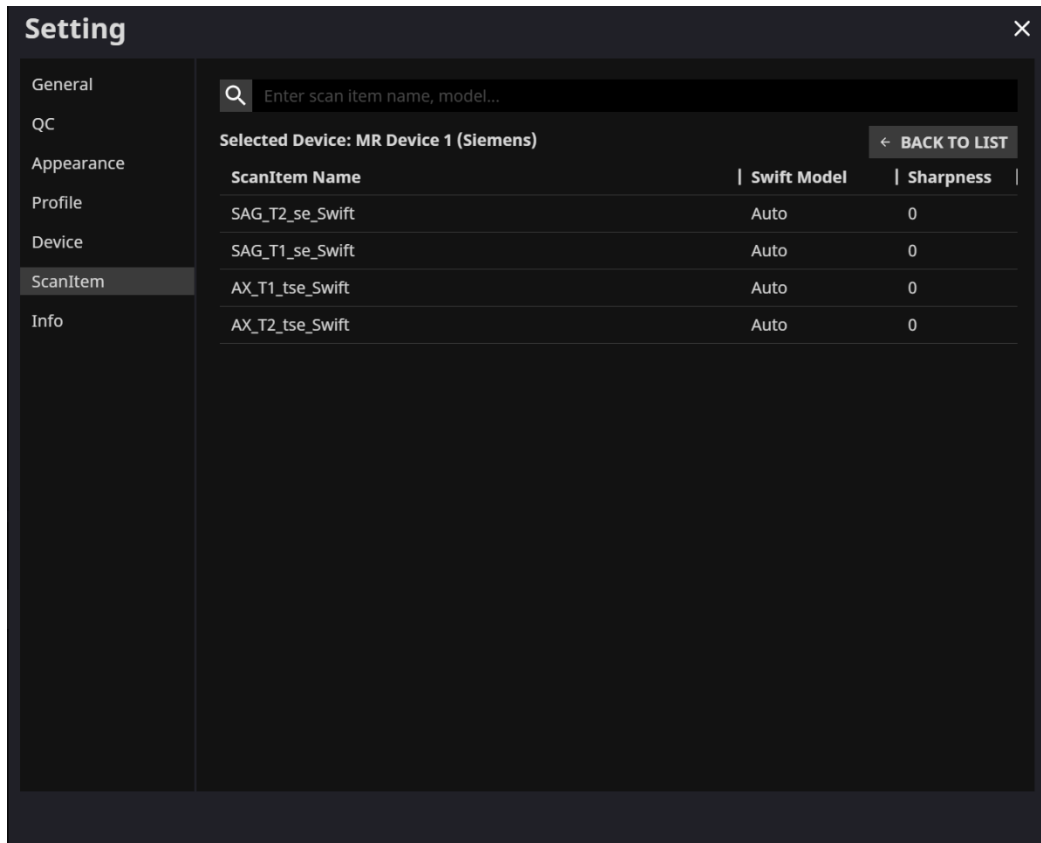 Setting
General
QC
Appearance
Profile
Device
ScanItem
Info
Enter scan item name, model...
Selected Device: MR Device 1 (Siemens)
← BACK TO LIST
ScanItem Name | Swift Model | Sharpness |
SAG_T2_se_Swift Auto 0
SAG_T1_se_Swift Auto 0
AX_T1_tse_Swift Auto 0
AX_T2_tse_Swift Auto 0